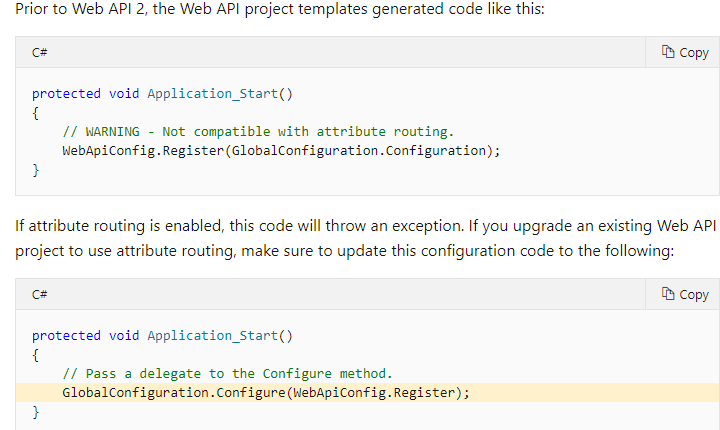 Prior to Web API 2, the Web API project templates generated code like this:
C#
Copy
protected void Application_Start()
{
    // WARNING - Not compatible with attribute routing.
    WebApiConfig.Register(GlobalConfiguration.Configuration);
}
If attribute routing is enabled, this code will throw an exception. If you upgrade an existing Web API
project to use attribute routing, make sure to update this configuration code to the following:
C#
Copy
protected void Application_Start()
{
    // Pass a delegate to the Configure method.
    GlobalConfiguration.Configure(WebApiConfig.Register);
}